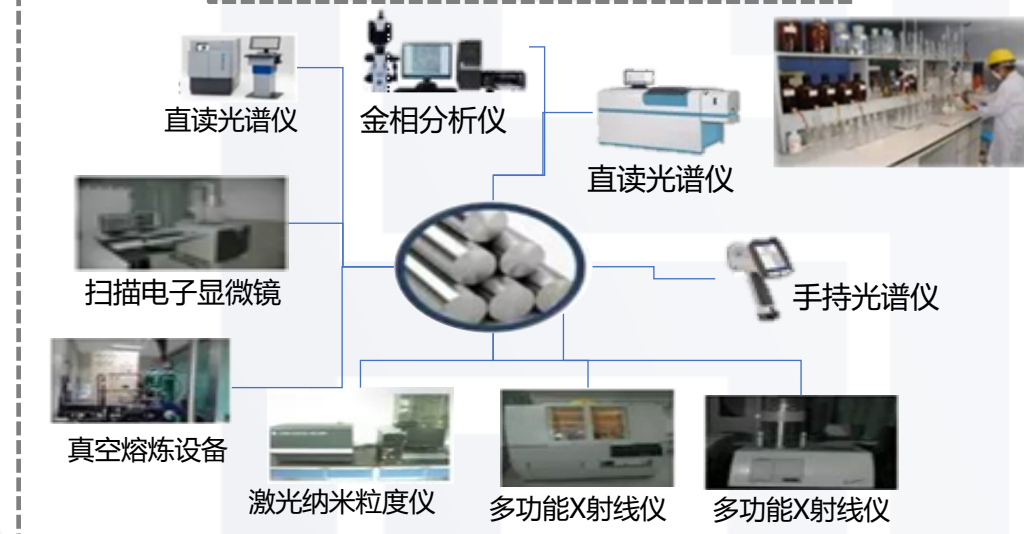 直读光谱仪
金相分析仪
直读光谱仪
扫描电子显微镜
手持光谱仪
真空熔炼设备
激光纳米粒度仪
多功能X射线仪
多功能X射线仪